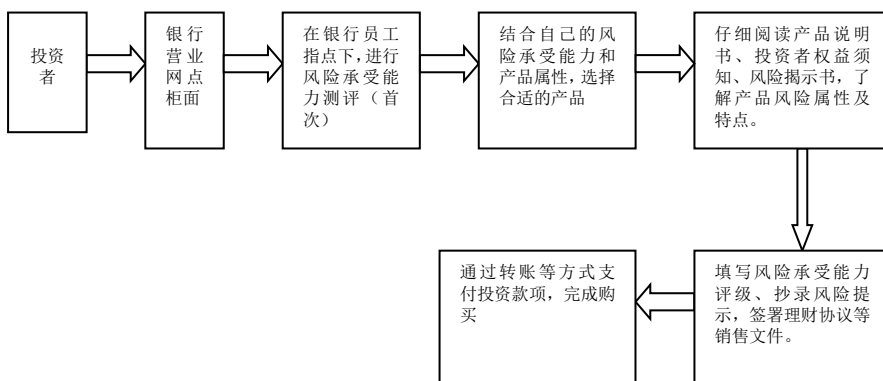 投资
者
银行
营业
网点
柜面
在银行员工
指点下，进行
风险承受能
力测评（首
次）
结合自己的风
险承受能力和
产品属性，选择
合适的产品
仔细阅读产品说明
书、投资者权益须
知、风险揭示书，了
解产品风险属性及
特点。
填写风险承受能力
评级、抄录风险提
示，签署理财协议等
销售文件。
通过转账等方式支
付投资款项，完成购
买